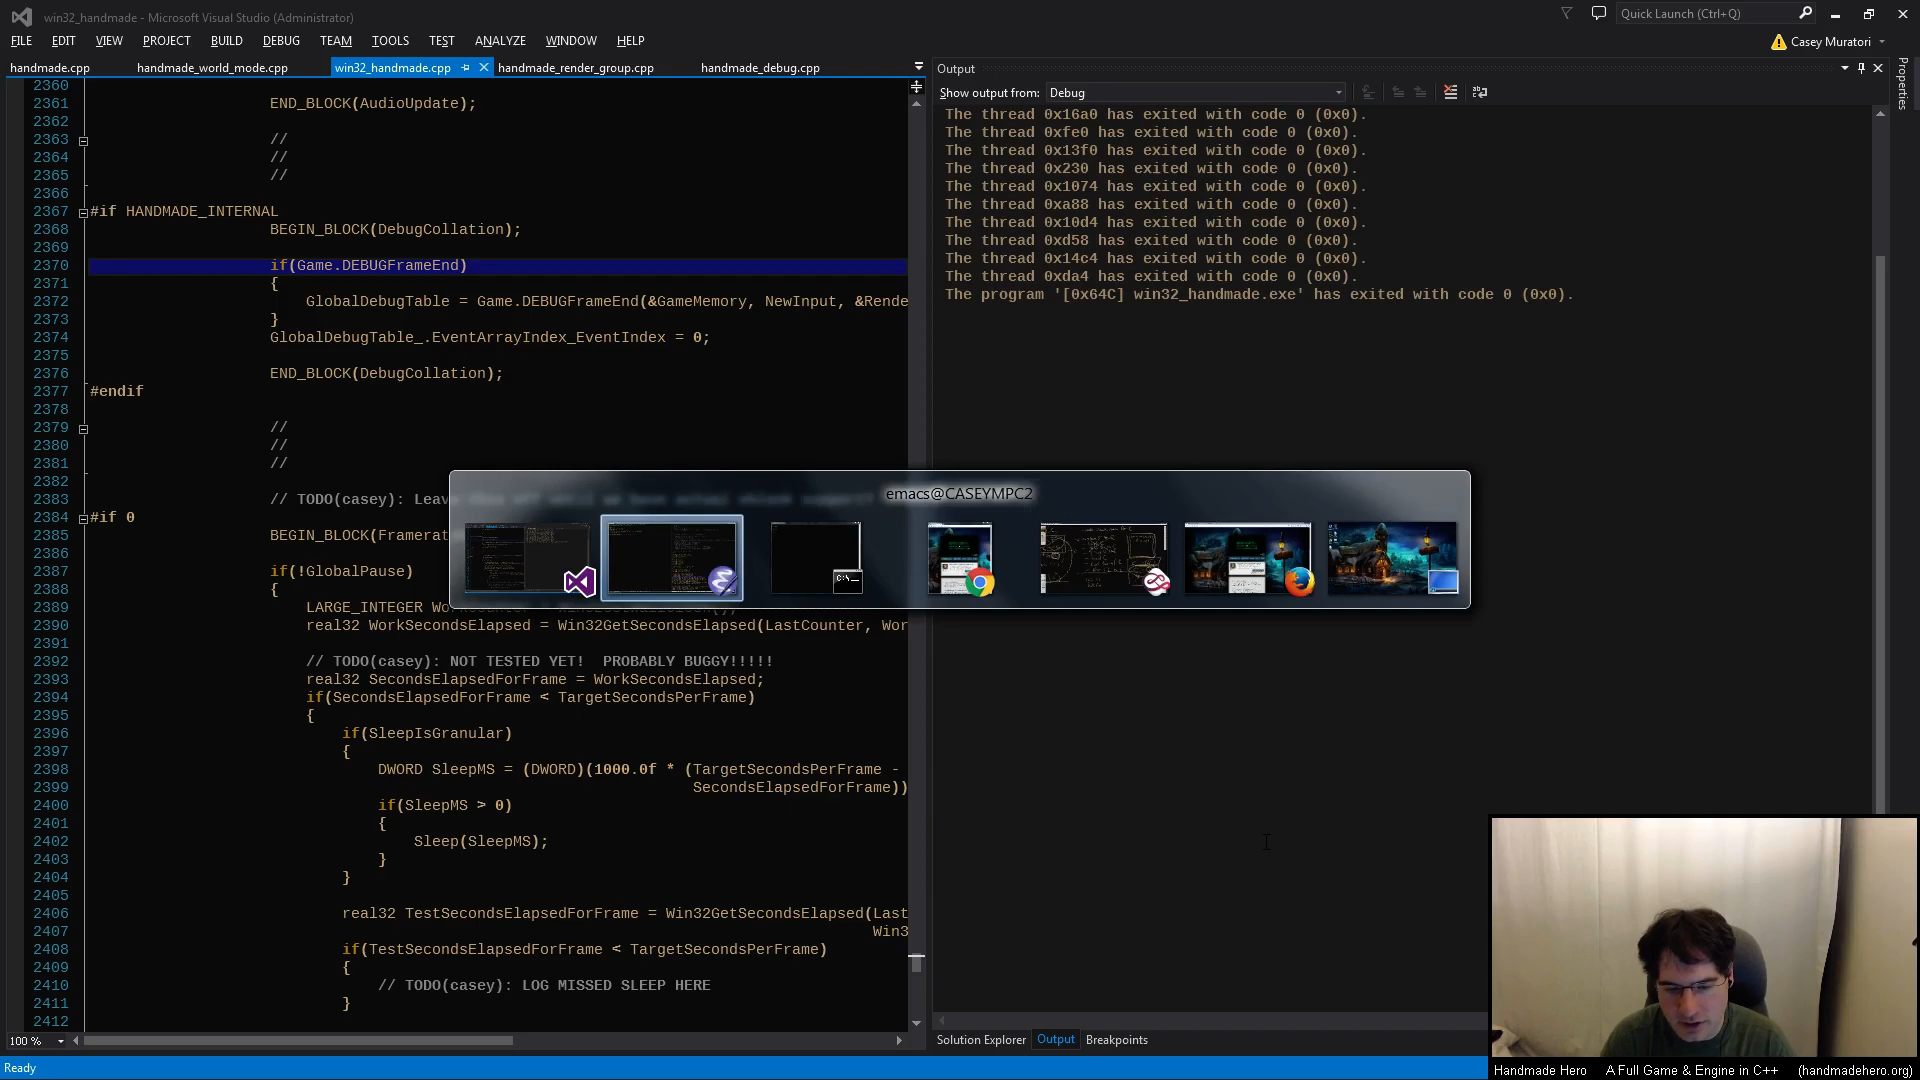 win32_handmade - Microsoft Visual Studio (Administrator)
Quick Launch (Ctrl+Q)
FILE EDIT VIEW PROJECT BUILD DEBUG TEAM TOOLS TEST ANALYZE WINDOW HELP
Casey Muratori
handmade.cpp handmade_world_mode.cpp win32_handmade.cpp handmade_render_group.cpp handmade_debug.cpp
2360
2361 END_BLOCK(AudioUpdate);
2362
2363 //
2364 //
2365 //
2366
2367 #if HANDMADE_INTERNAL
2368 BEGIN_BLOCK(DebugCollation);
2369
2370 if(Game.DEBUGFrameEnd)
2371 {
2372 GlobalDebugTable = Game.DEBUGFrameEnd(&GameMemory, NewInput, &Rende
2373 }
2374 GlobalDebugTable_.EventArrayIndex_EventIndex = 0;
2375
2376 END_BLOCK(DebugCollation);
2377 #endif
2378
2379 //
2380 //
2381 //
2382
2383 // TODO(casey): Leav
2384 #if 0
2385 BEGIN_BLOCK(Framerat
2386
2387 if(!GlobalPause)
2388 {
2389 LARGE_INTEGER
2390 real32 WorkSecondsElapsed = Win32GetSecondsElapsed(LastCounter, Wor
2391
2392 // TODO(casey): NOT TESTED YET! PROBABLY BUGGY!!!!!
2393 real32 SecondsElapsedForFrame = WorkSecondsElapsed;
2394 if(SecondsElapsedForFrame < TargetSecondsPerFrame)
2395 {
2396 if(SleepIsGranular)
2397 {
2398 DWORD SleepMS = (DWORD)(1000.0f * (TargetSecondsPerFrame -
2399 SecondsElapsedForFrame))
2400 if(SleepMS > 0)
2401 {
2402 Sleep(SleepMS);
2403 }
2404 }
2405
2406 real32 TestSecondsElapsedForFrame = Win32GetSecondsElapsed(Last
2407 Win3
2408 if(TestSecondsElapsedForFrame < TargetSecondsPerFrame)
2409 {
2410 // TODO(casey): LOG MISSED SLEEP HERE
2411 }
2412
100 %
Ready
Output
Show output from: Debug
The thread 0x16a0 has exited with code 0 (0x0).
The thread 0xfe0 has exited with code 0 (0x0).
The thread 0x13f0 has exited with code 0 (0x0).
The thread 0x230 has exited with code 0 (0x0).
The thread 0x1074 has exited with code 0 (0x0).
The thread 0xa88 has exited with code 0 (0x0).
The thread 0x10d4 has exited with code 0 (0x0).
The thread 0xd58 has exited with code 0 (0x0).
The thread 0x14c4 has exited with code 0 (0x0).
The thread 0xda4 has exited with code 0 (0x0).
The program '[0x64C] win32_handmade.exe' has exited with code 0 (0x0).
Properties
emacs@CASEYMPC2
C:\_
Solution Explorer Output Breakpoints
Handmade Hero A Full Game & Engine in C++ (handmadehero.org)